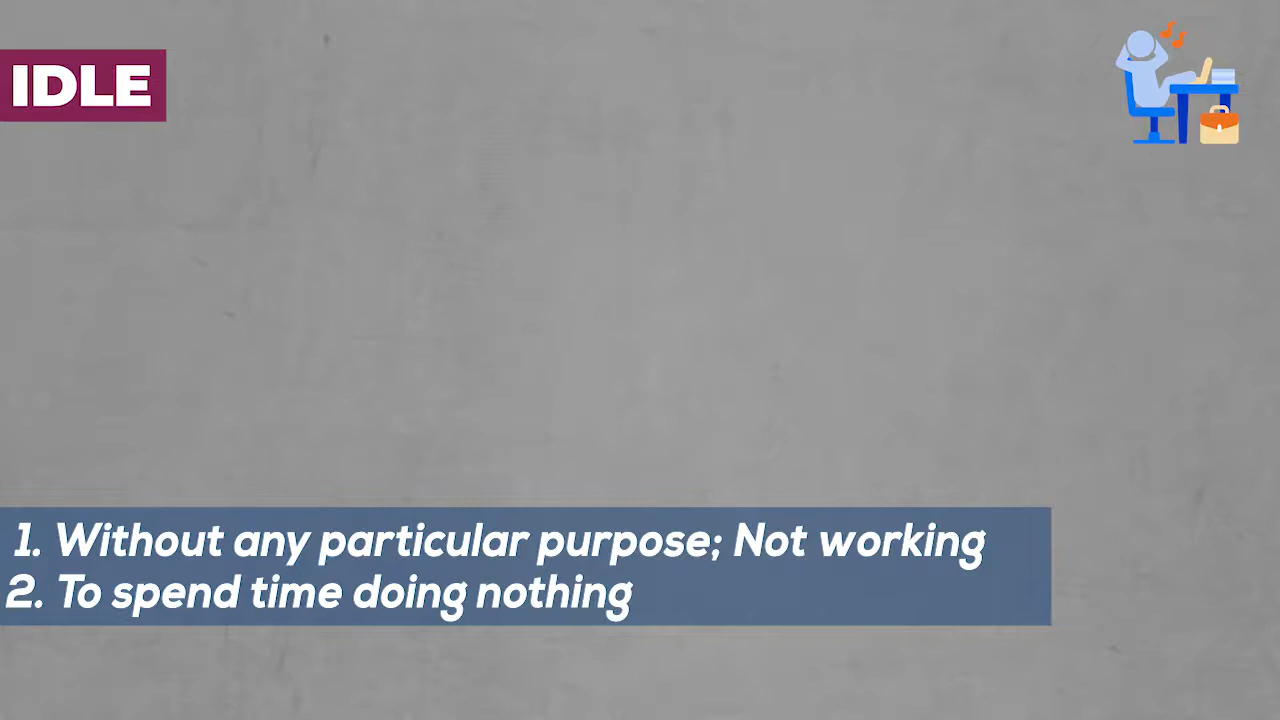 IDLE
1. Without any particular purpose; Not working
2. To spend time doing nothing